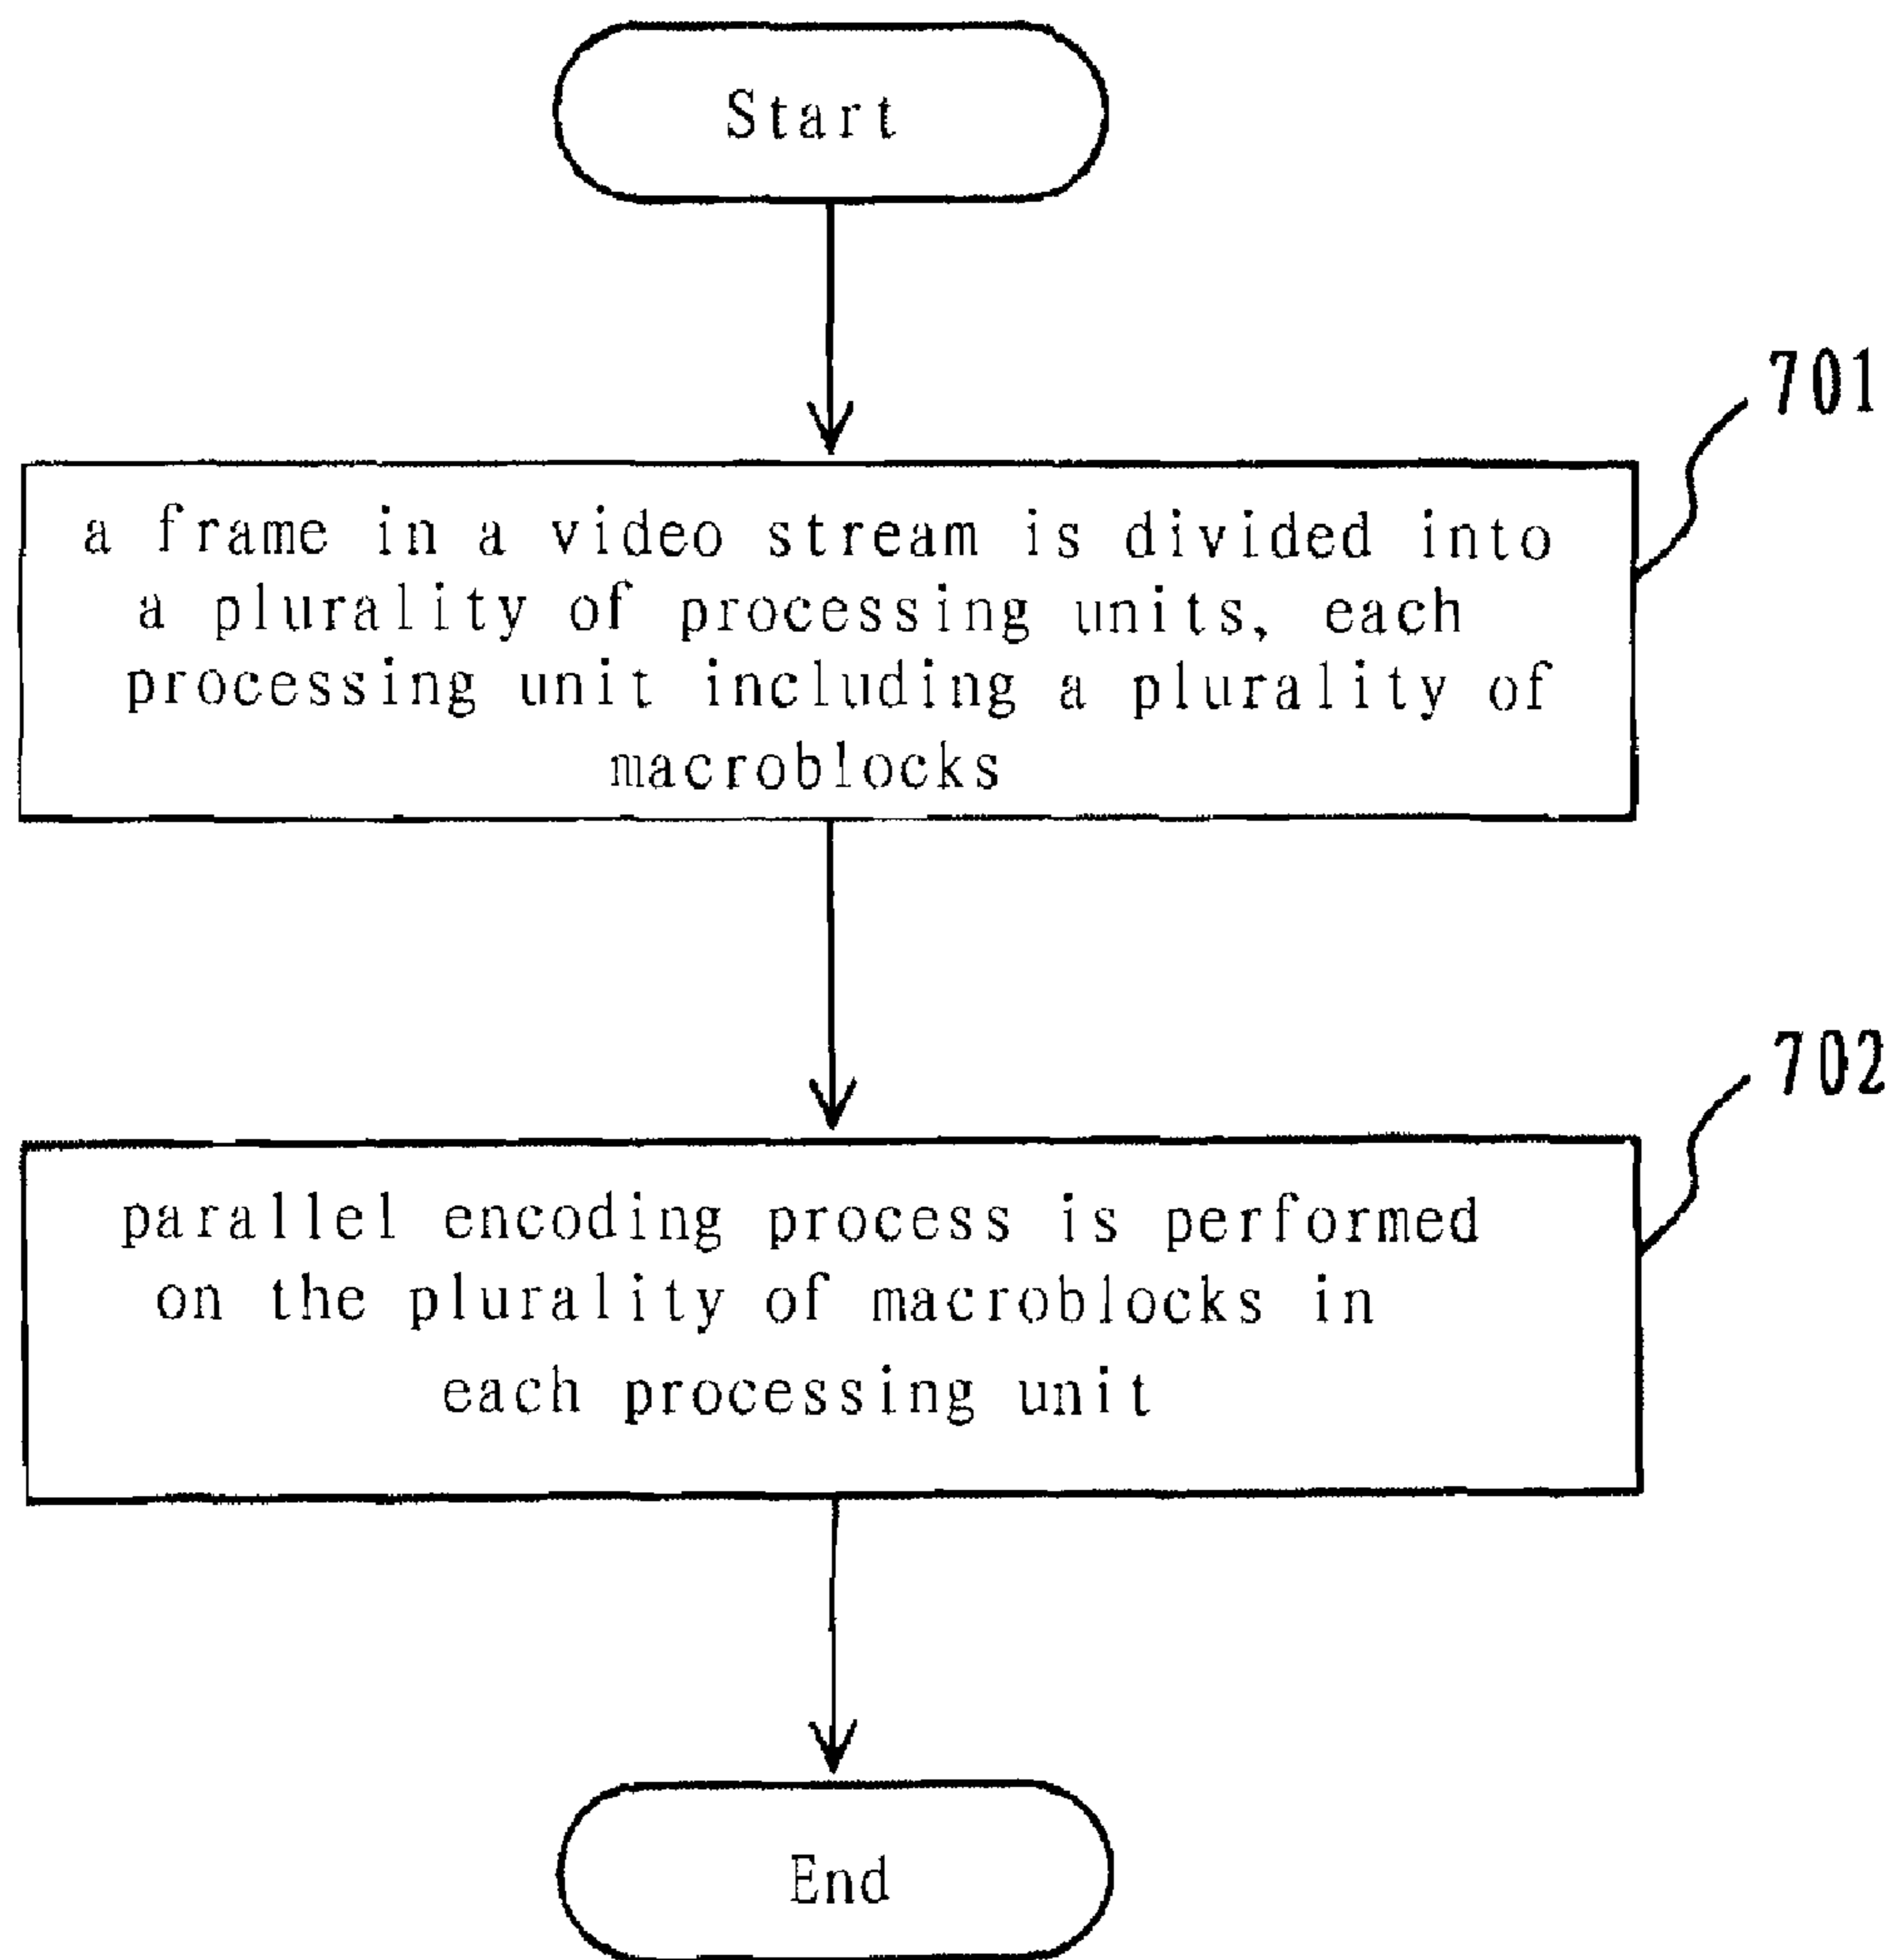 Start
701
a frame in a video stream is divided into
a plurality of processing units, each
processing unit including a plurality of
macroblocks
702
parallel encoding process is performed
on the plurality of macroblocks in
each processing unit
End